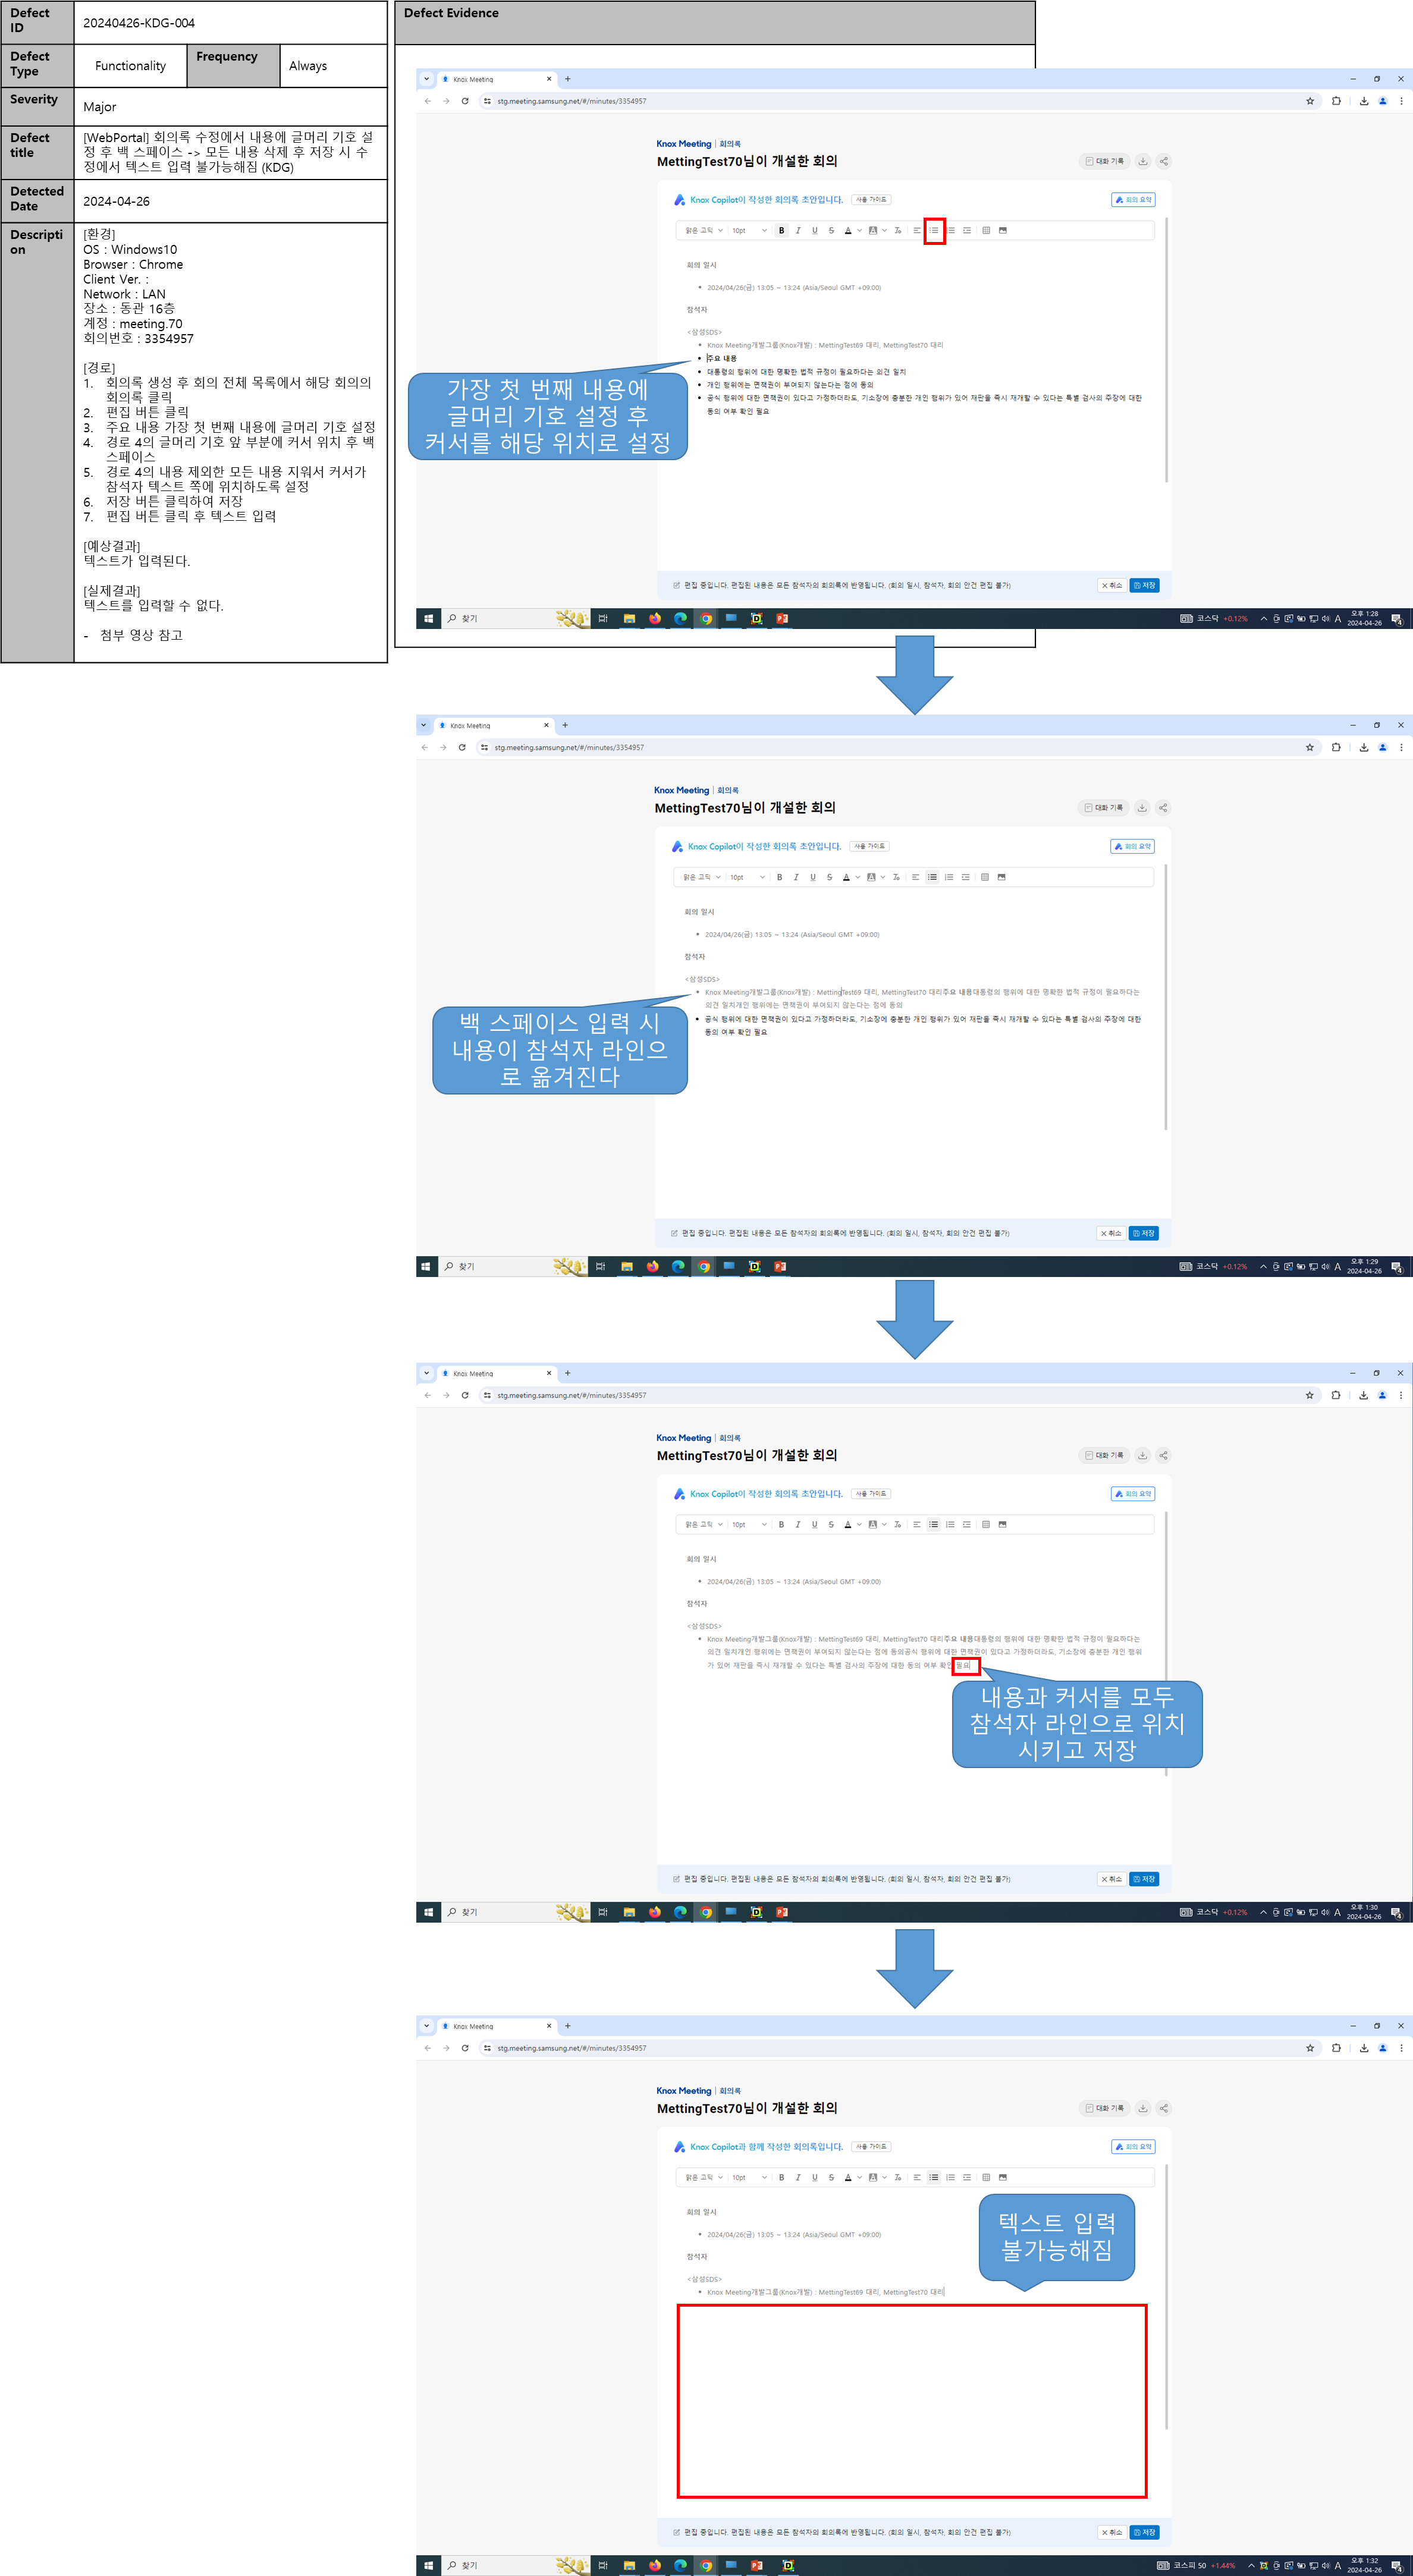 Defect ID
20240426-KDG-004
Defect Type
Functionality
Frequency
Always
Severity
Major
Defect title
[WebPortal] 회의록 수정에서 내용에 글머리 기호 설
정 후 백 스페이스 -> 모든 내용 삭제 후 저장 시 수
정에서 텍스트 입력 불가능해짐 (KDG)
Detected Date
2024-04-26
Descripti
on
[환경]
OS : Windows10
Browser : Chrome
Client Ver. :
Network : LAN
장소 : 동관 16층
계정 : meeting.70
회의번호 : 3354957
[경로]
1. 회의록 생성 후 회의 전체 목록에서 해당 회의의
회의록 클릭
2. 편집 버튼 클릭
3. 주요 내용 가장 첫 번째 내용에 글머리 기호 설정
4. 경로 4의 글머리 기호 앞 부분에 커서 위치 후 백
스페이스
5. 경로 4의 내용 제외한 모든 내용 지워서 커서가
참석자 텍스트 쪽에 위치하도록 설정
6. 저장 버튼 클릭하여 저장
7. 편집 버튼 클릭 후 텍스트 입력
[예상결과]
텍스트가 입력된다.
[실제결과]
텍스트를 입력할 수 없다.
- 첨부 영상 참고
Defect Evidence
Knox Meeting
stg.meeting.samsung.net/#/minutes/3354957
Knox Meeting | 회의록
MettingTest70님이 개설한 회의
대화 기록
Knox Copilot이 작성한 회의록 초안입니다. 사용 가이드
회의 요약
맑은 고딕 10pt B I U S A A
회의 일시
• 2024/04/26(금) 13:05 ~ 13:24 (Asia/Seoul GMT +09:00)
참석자
<삼성SDS>
• Knox Meeting개발그룹(Knox개발) : MettingTest69 대리, MettingTest70 대리
• 주요 내용
• 대통령의 행위에 대한 명확한 법적 규정이 필요하다는 의견 일치
• 개인 행위에는 면책권이 부여되지 않는다는 점에 동의
• 공식 행위에 대한 면책권이 있다고 가정하더라도, 기소장에 충분한 개인 행위가 있어 재판을 즉시 재개할 수 있다는 특별 검사의 주장에 대한
동의 여부 확인 필요
가장 첫 번째 내용에
글머리 기호 설정 후
커서를 해당 위치로 설정
편집 중입니다. 편집된 내용은 모든 참석자의 회의록에 반영됩니다. (회의 일시, 참석자, 회의 안건 편집 불가)
취소 저장
찾기
코스닥 +0.12% A 오후 1:28
2024-04-26
4
Knox Meeting
stg.meeting.samsung.net/#/minutes/3354957
Knox Meeting | 회의록
MettingTest70님이 개설한 회의
대화 기록
Knox Copilot이 작성한 회의록 초안입니다. 사용 가이드
회의 요약
맑은 고딕 10pt B I U S A A
회의 일시
• 2024/04/26(금) 13:05 ~ 13:24 (Asia/Seoul GMT +09:00)
참석자
<삼성SDS>
• Knox Meeting개발그룹(Knox개발) : MettingTest69 대리, MettingTest70 대리주요 내용대통령의 행위에 대한 명확한 법적 규정이 필요하다는
의견 일치개인 행위에는 면책권이 부여되지 않는다는 점에 동의
• 공식 행위에 대한 면책권이 있다고 가정하더라도, 기소장에 충분한 개인 행위가 있어 재판을 즉시 재개할 수 있다는 특별 검사의 주장에 대한
동의 여부 확인 필요
백 스페이스 입력 시
내용이 참석자 라인으
로 옮겨진다
편집 중입니다. 편집된 내용은 모든 참석자의 회의록에 반영됩니다. (회의 일시, 참석자, 회의 안건 편집 불가)
취소 저장
찾기
코스닥 +0.12% A 오후 1:29
2024-04-26
4
Knox Meeting
stg.meeting.samsung.net/#/minutes/3354957
Knox Meeting | 회의록
MettingTest70님이 개설한 회의
대화 기록
Knox Copilot이 작성한 회의록 초안입니다. 사용 가이드
회의 요약
맑은 고딕 10pt B I U S A A
회의 일시
• 2024/04/26(금) 13:05 ~ 13:24 (Asia/Seoul GMT +09:00)
참석자
<삼성SDS>
• Knox Meeting개발그룹(Knox개발) : MettingTest69 대리, MettingTest70 대리주요 내용대통령의 행위에 대한 명확한 법적 규정이 필요하다는
의견 일치개인 행위에는 면책권이 부여되지 않는다는 점에 동의공식 행위에 대한 면책권이 있다고 가정하더라도, 기소장에 충분한 개인 행위
가 있어 재판을 즉시 재개할 수 있다는 특별 검사의 주장에 대한 동의 여부 확인 필요
내용과 커서를 모두
참석자 라인으로 위치
시키고 저장
편집 중입니다. 편집된 내용은 모든 참석자의 회의록에 반영됩니다. (회의 일시, 참석자, 회의 안건 편집 불가)
취소 저장
찾기
코스닥 +0.12% A 오후 1:30
2024-04-26
4
Knox Meeting
stg.meeting.samsung.net/#/minutes/3354957
Knox Meeting | 회의록
MettingTest70님이 개설한 회의
대화 기록
Knox Copilot과 함께 작성한 회의록입니다. 사용 가이드
회의 요약
맑은 고딕 10pt B I U S A A
회의 일시
• 2024/04/26(금) 13:05 ~ 13:24 (Asia/Seoul GMT +09:00)
참석자
<삼성SDS>
• Knox Meeting개발그룹(Knox개발) : MettingTest69 대리, MettingTest70 대리
텍스트 입력
불가능해짐
편집 중입니다. 편집된 내용은 모든 참석자의 회의록에 반영됩니다. (회의 일시, 참석자, 회의 안건 편집 불가)
취소 저장
찾기
코스피 50 +1.44% A 오후 1:32
2024-04-26
4